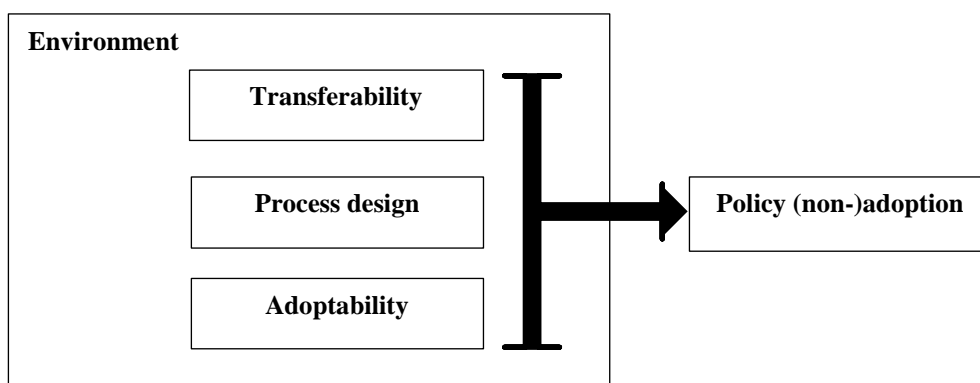 Environment
Transferability
Process design
Policy (non-)adoption
Adoptability